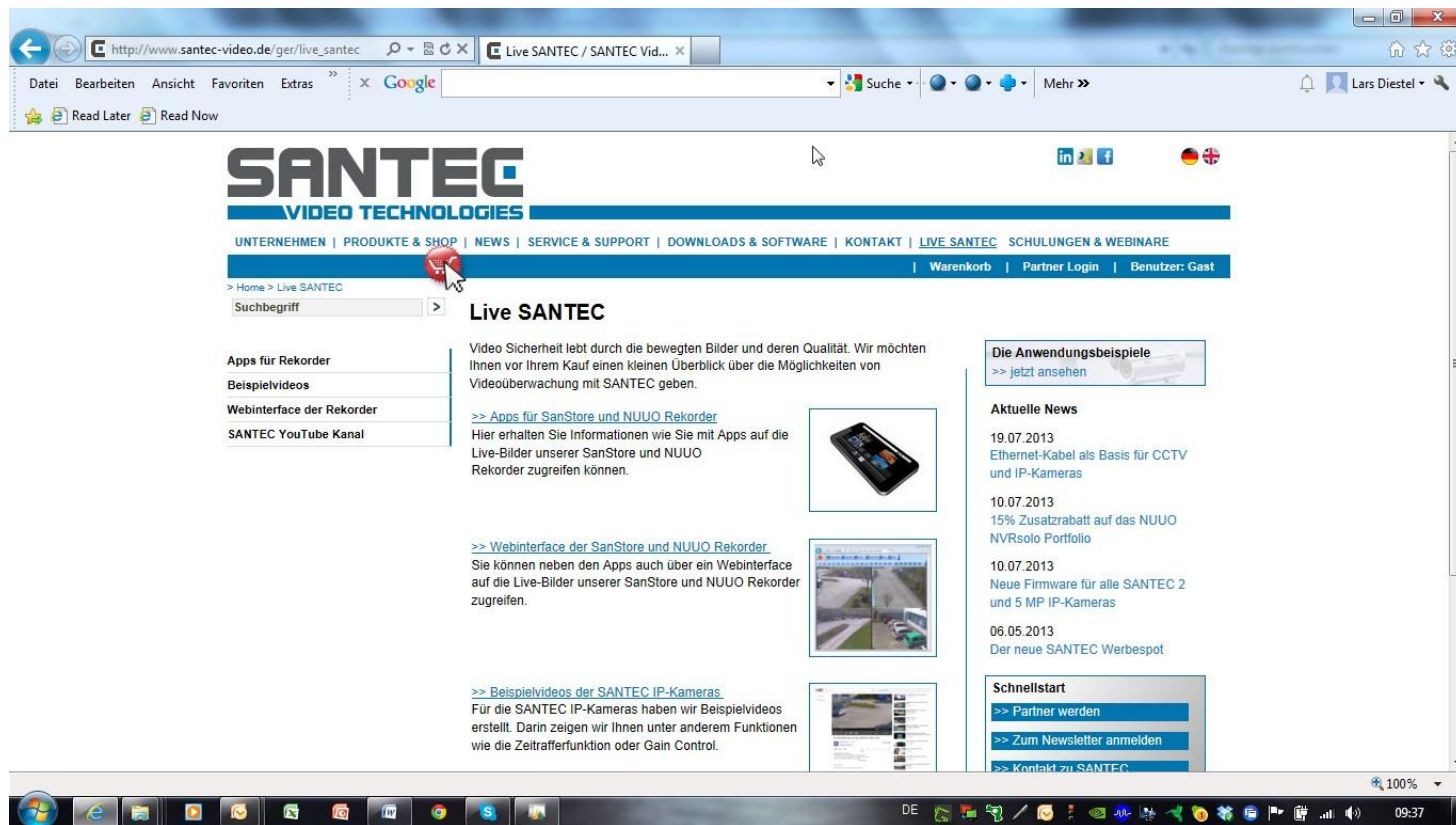 http://www.santec-video.de/ger/live_santec
Live SANTEC / SANTEC Vid...
Datei Bearbeiten Ansicht Favoriten Extras » x Google Suche Mehr » Lars Diestel
Read Later Read Now
SANTEC
VIDEO TECHNOLOGIES
UNTERNEHMEN | PRODUKTE & SHOP | NEWS | SERVICE & SUPPORT | DOWNLOADS & SOFTWARE | KONTAKT | LIVE SANTEC SCHULUNGEN & WEBINARE
| Warenkorb | Partner Login | Benutzer: Gast
> Home > Live SANTEC
Suchbegriff >
Apps für Rekorder
Beispielvideos
Webinterface der Rekorder
SANTEC YouTube Kanal
Live SANTEC
Video Sicherheit lebt durch die bewegten Bilder und deren Qualität. Wir möchten
Ihnen vor Ihrem Kauf einen kleinen Überblick über die Möglichkeiten von
Videoüberwachung mit SANTEC geben.
>> Apps für SanStore und NUUO Rekorder
Hier erhalten Sie Informationen wie Sie mit Apps auf die
Live-Bilder unserer SanStore und NUUO
Rekorder zugreifen können.
>> Webinterface der SanStore und NUUO Rekorder
Sie können neben den Apps auch über ein Webinterface
auf die Live-Bilder unserer SanStore und NUUO Rekorder
zugreifen.
>> Beispielvideos der SANTEC IP-Kameras
Für die SANTEC IP-Kameras haben wir Beispielvideos
erstellt. Darin zeigen wir Ihnen unter anderem Funktionen
wie die Zeitrafferfunktion oder Gain Control.
Die Anwendungsbeispiele
>> jetzt ansehen
Aktuelle News
19.07.2013
Ethernet-Kabel als Basis für CCTV
und IP-Kameras
10.07.2013
15% Zusatzrabatt auf das NUUO
NVRsolo Portfolio
10.07.2013
Neue Firmware für alle SANTEC 2
und 5 MP IP-Kameras
06.05.2013
Der neue SANTEC Werbespot
Schnellstart
>> Partner werden
>> Zum Newsletter anmelden
>> Kontakt zu SANTEC
100%
DE 09:37